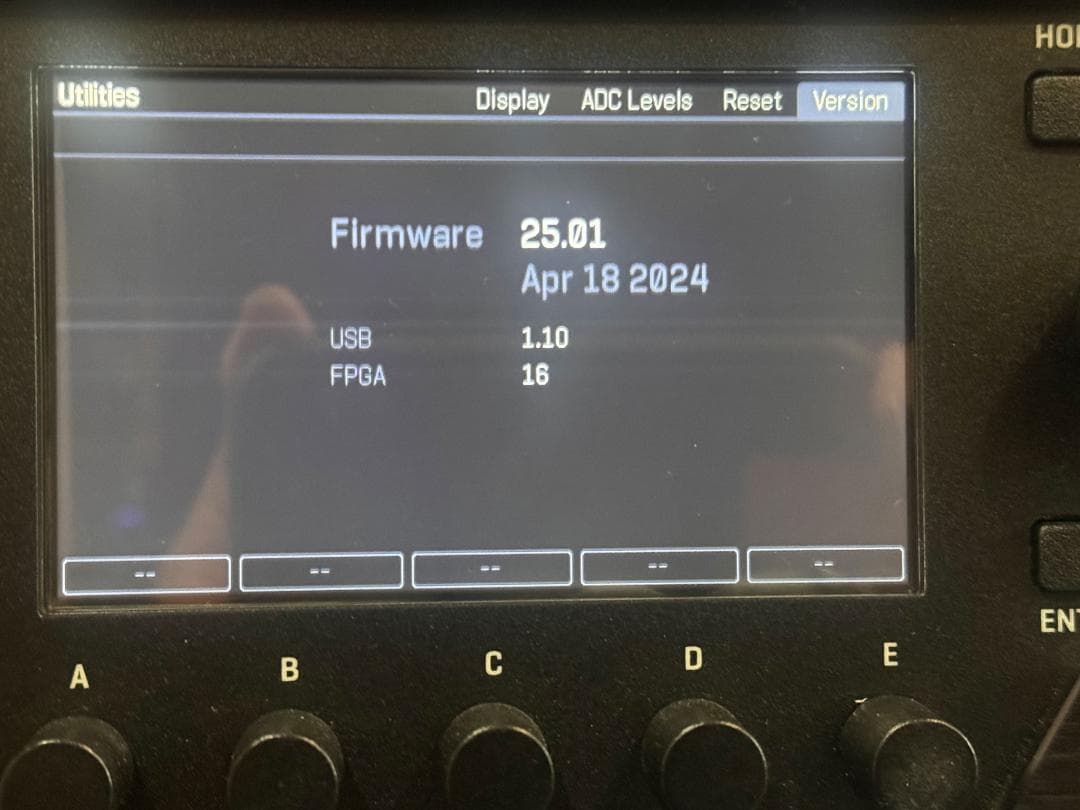 HO
Utilities Display ADC Levels Reset Version
Firmware 25.01
Apr 18 2024
USB 1.10
FPGA 16
-- -- -- -- --
ENT
A B C D E